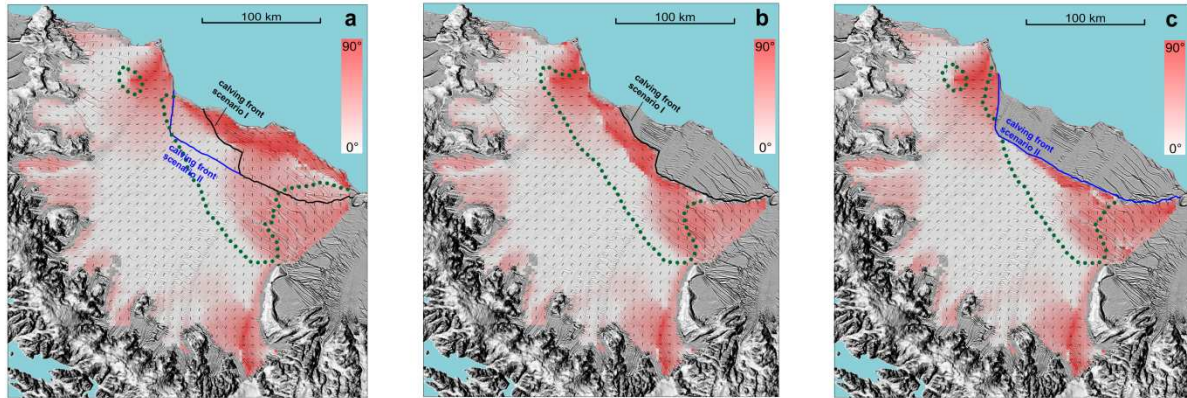 a
100 km
90°
0°
calving front
scenario I
calving front
scenario II
b
100 km
90°
0°
calving front
scenario I
c
100 km
90°
0°
calving front
scenario II